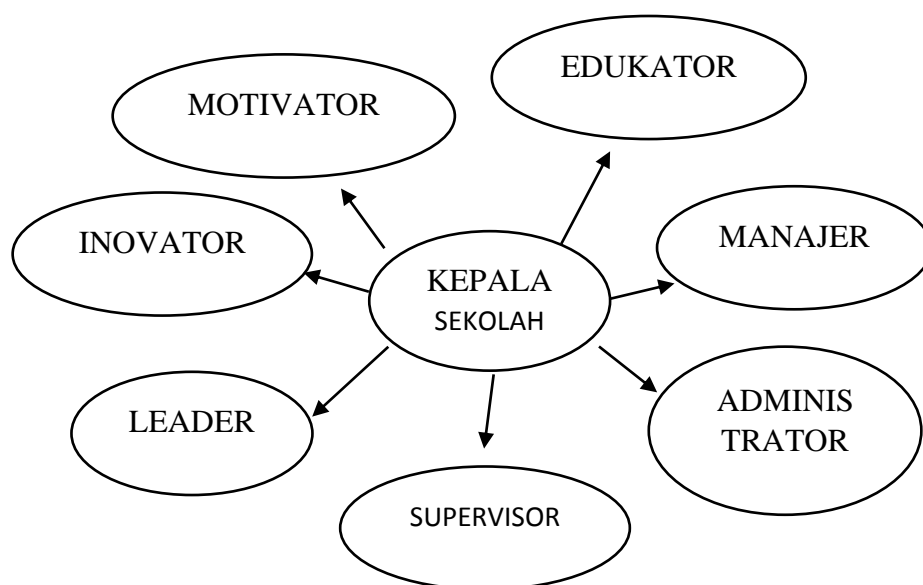 EDUKATOR
MOTIVATOR
MANAJER
INOVATOR
KEPALA
SEKOLAH
ADMINIS
TRATOR
LEADER
SUPERVISOR